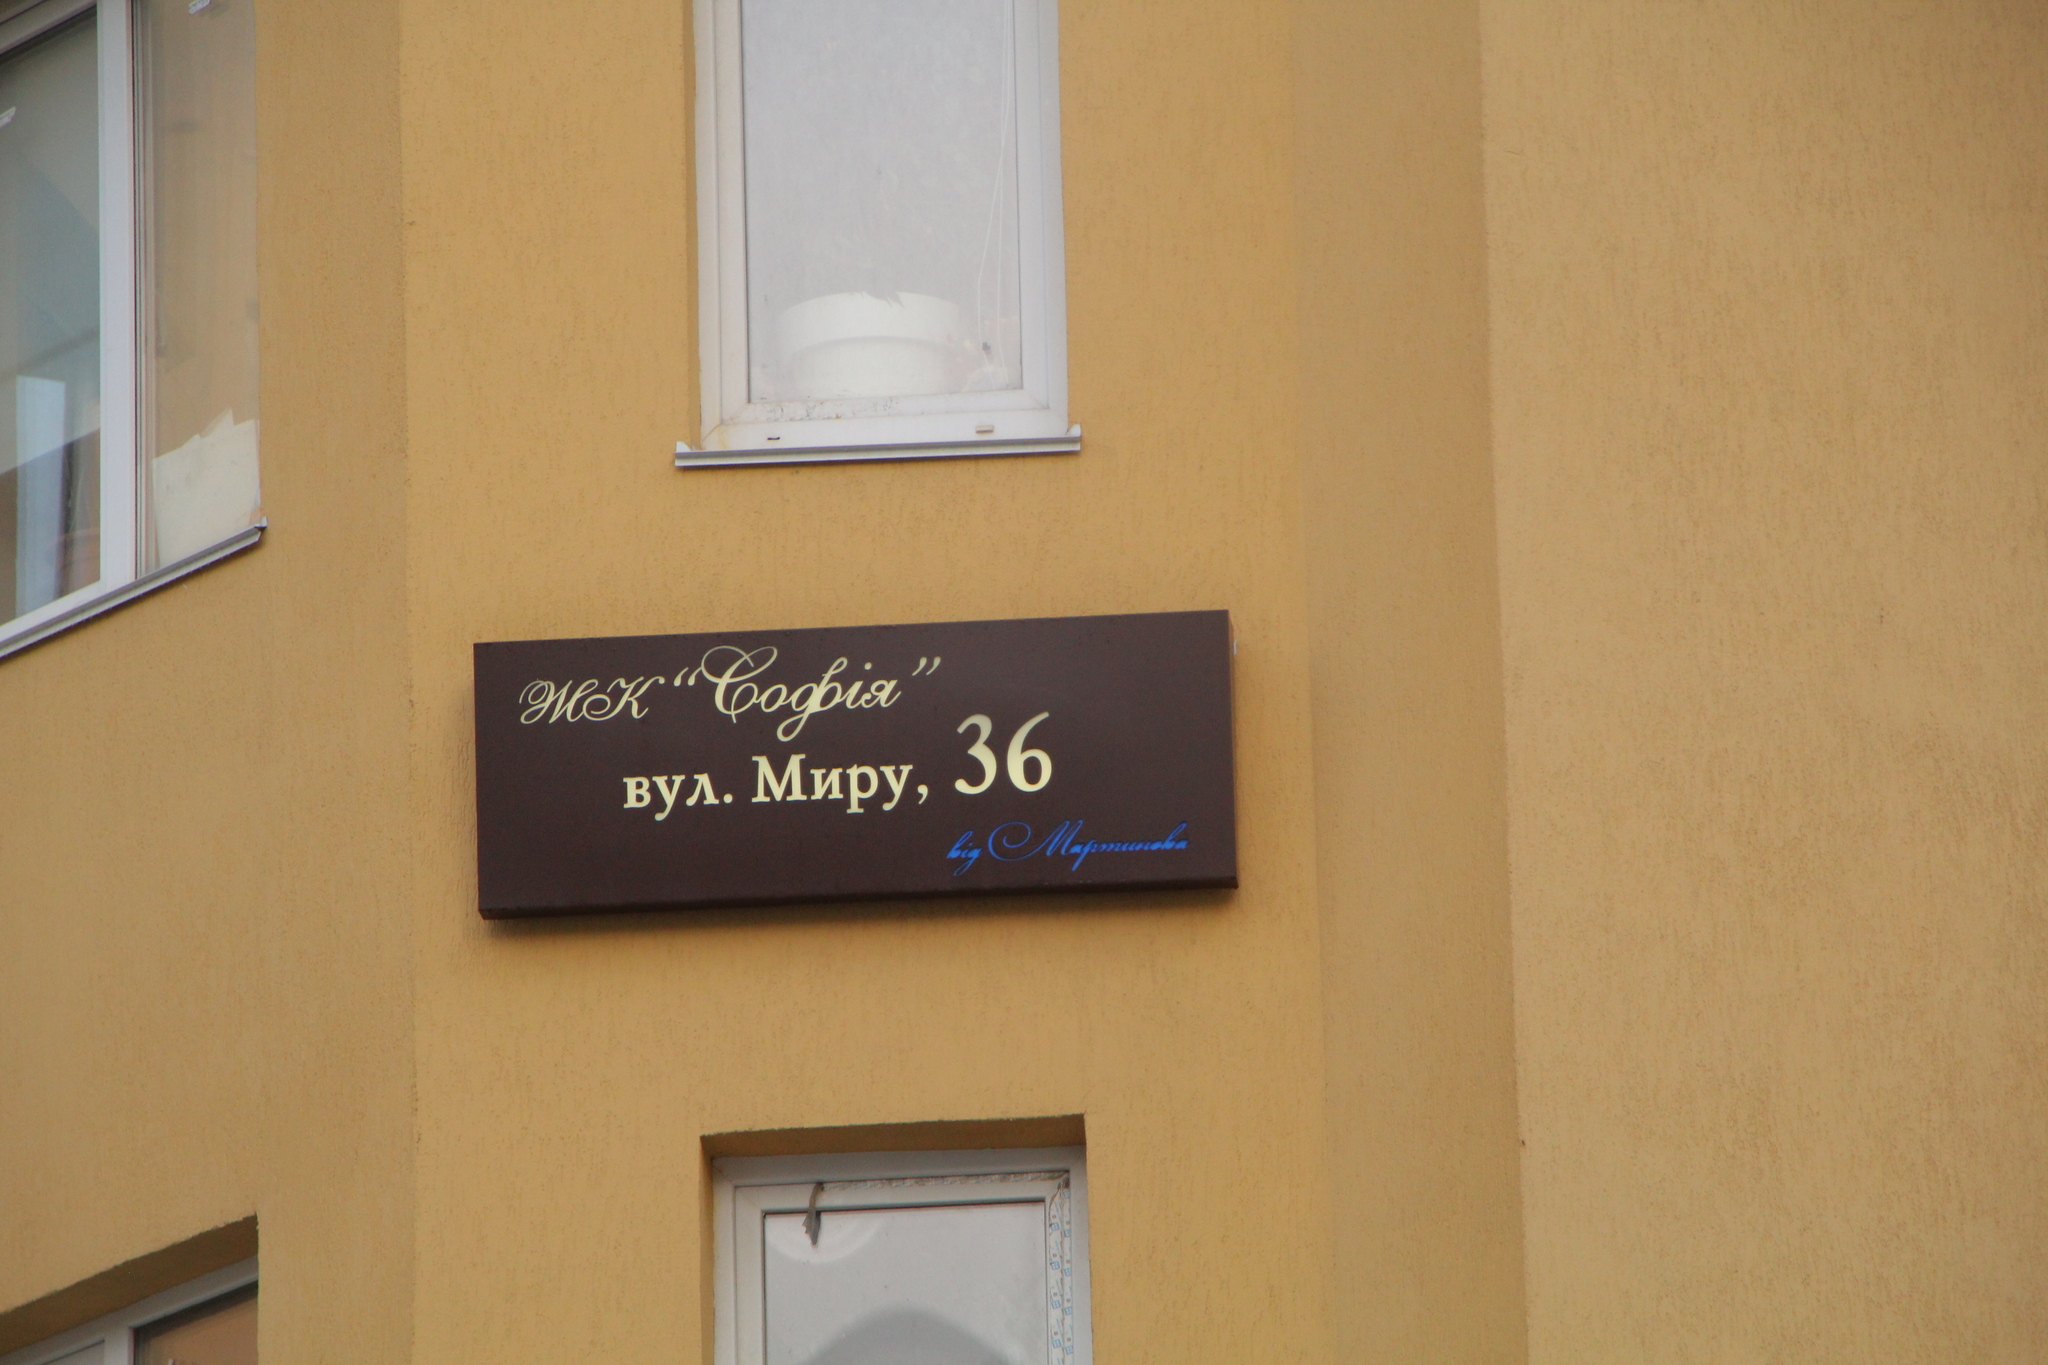 ЖК "Софія"
вул. Миру, 36
від Мартинова